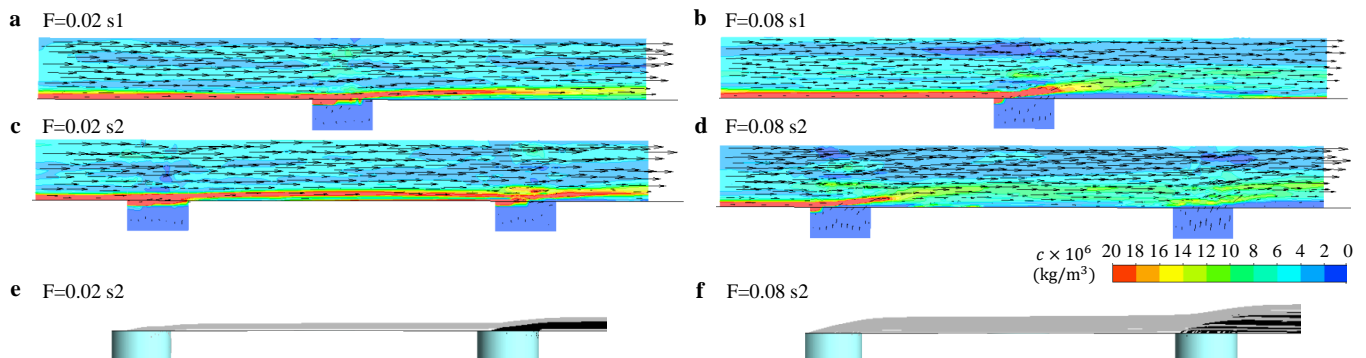 a F=0.02 s1
b F=0.08 s1
c F=0.02 s2
d F=0.08 s2
c × 10⁶
(kg/m³)
20 18 16 14 12 10 8 6 4 2 0
e F=0.02 s2
f F=0.08 s2